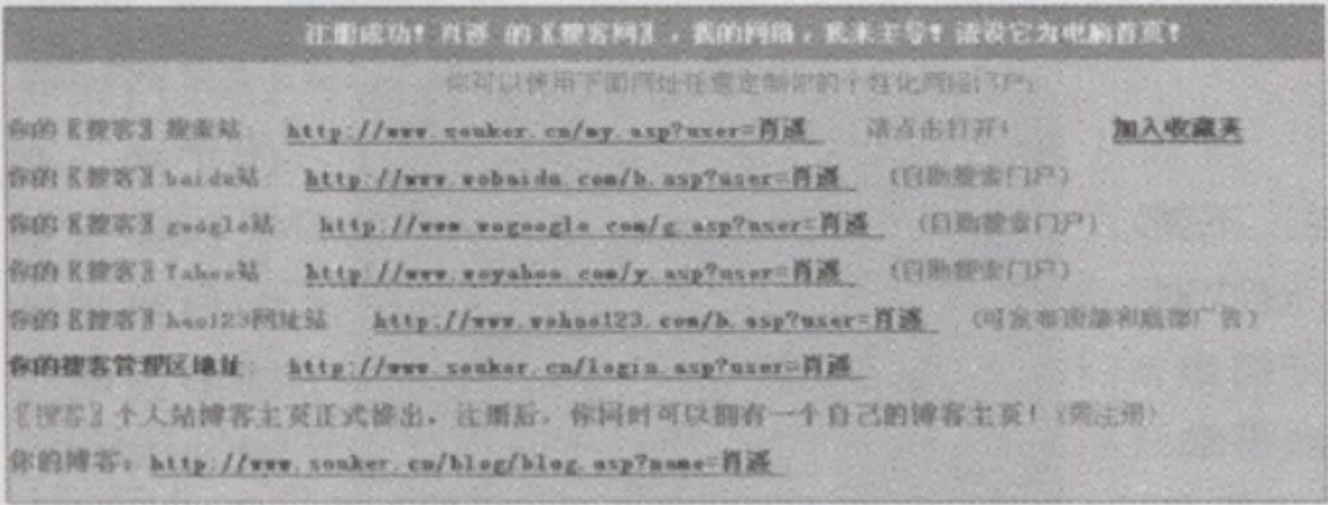 注册成功! 肖遥 的〖搜客网〗,我的网络,我来主导! 请设它为电脑首页!
你可以使用下面网址任意定制你的个性化网络门户:
你的〖搜客〗搜索站: http://www.souker.cn/my.asp?user=肖遥 请点击打开! 加入收藏夹
你的〖搜客〗baidu站: http://www.wobaidu.com/b.asp?user=肖遥 (自助搜索门户)
你的〖搜客〗google站: http://www.wogoogle.com/g.asp?user=肖遥 (自助搜索门户)
你的〖搜客〗Yahoo站: http://www.woyahoo.com/y.asp?user=肖遥 (自助搜索门户)
你的〖搜客〗hao123网址站: http://www.wohao123.com/h.asp?user=肖遥 (可发布顶部和底部广告)
你的搜客管理区地址: http://www.souker.cn/login.asp?user=肖遥
〖搜客〗个人站博客主页正式推出,注册后,你同时可以拥有一个自己的博客主页!(需注册)
你的博客: http://www.souker.cn/blog/blog.asp?name=肖遥